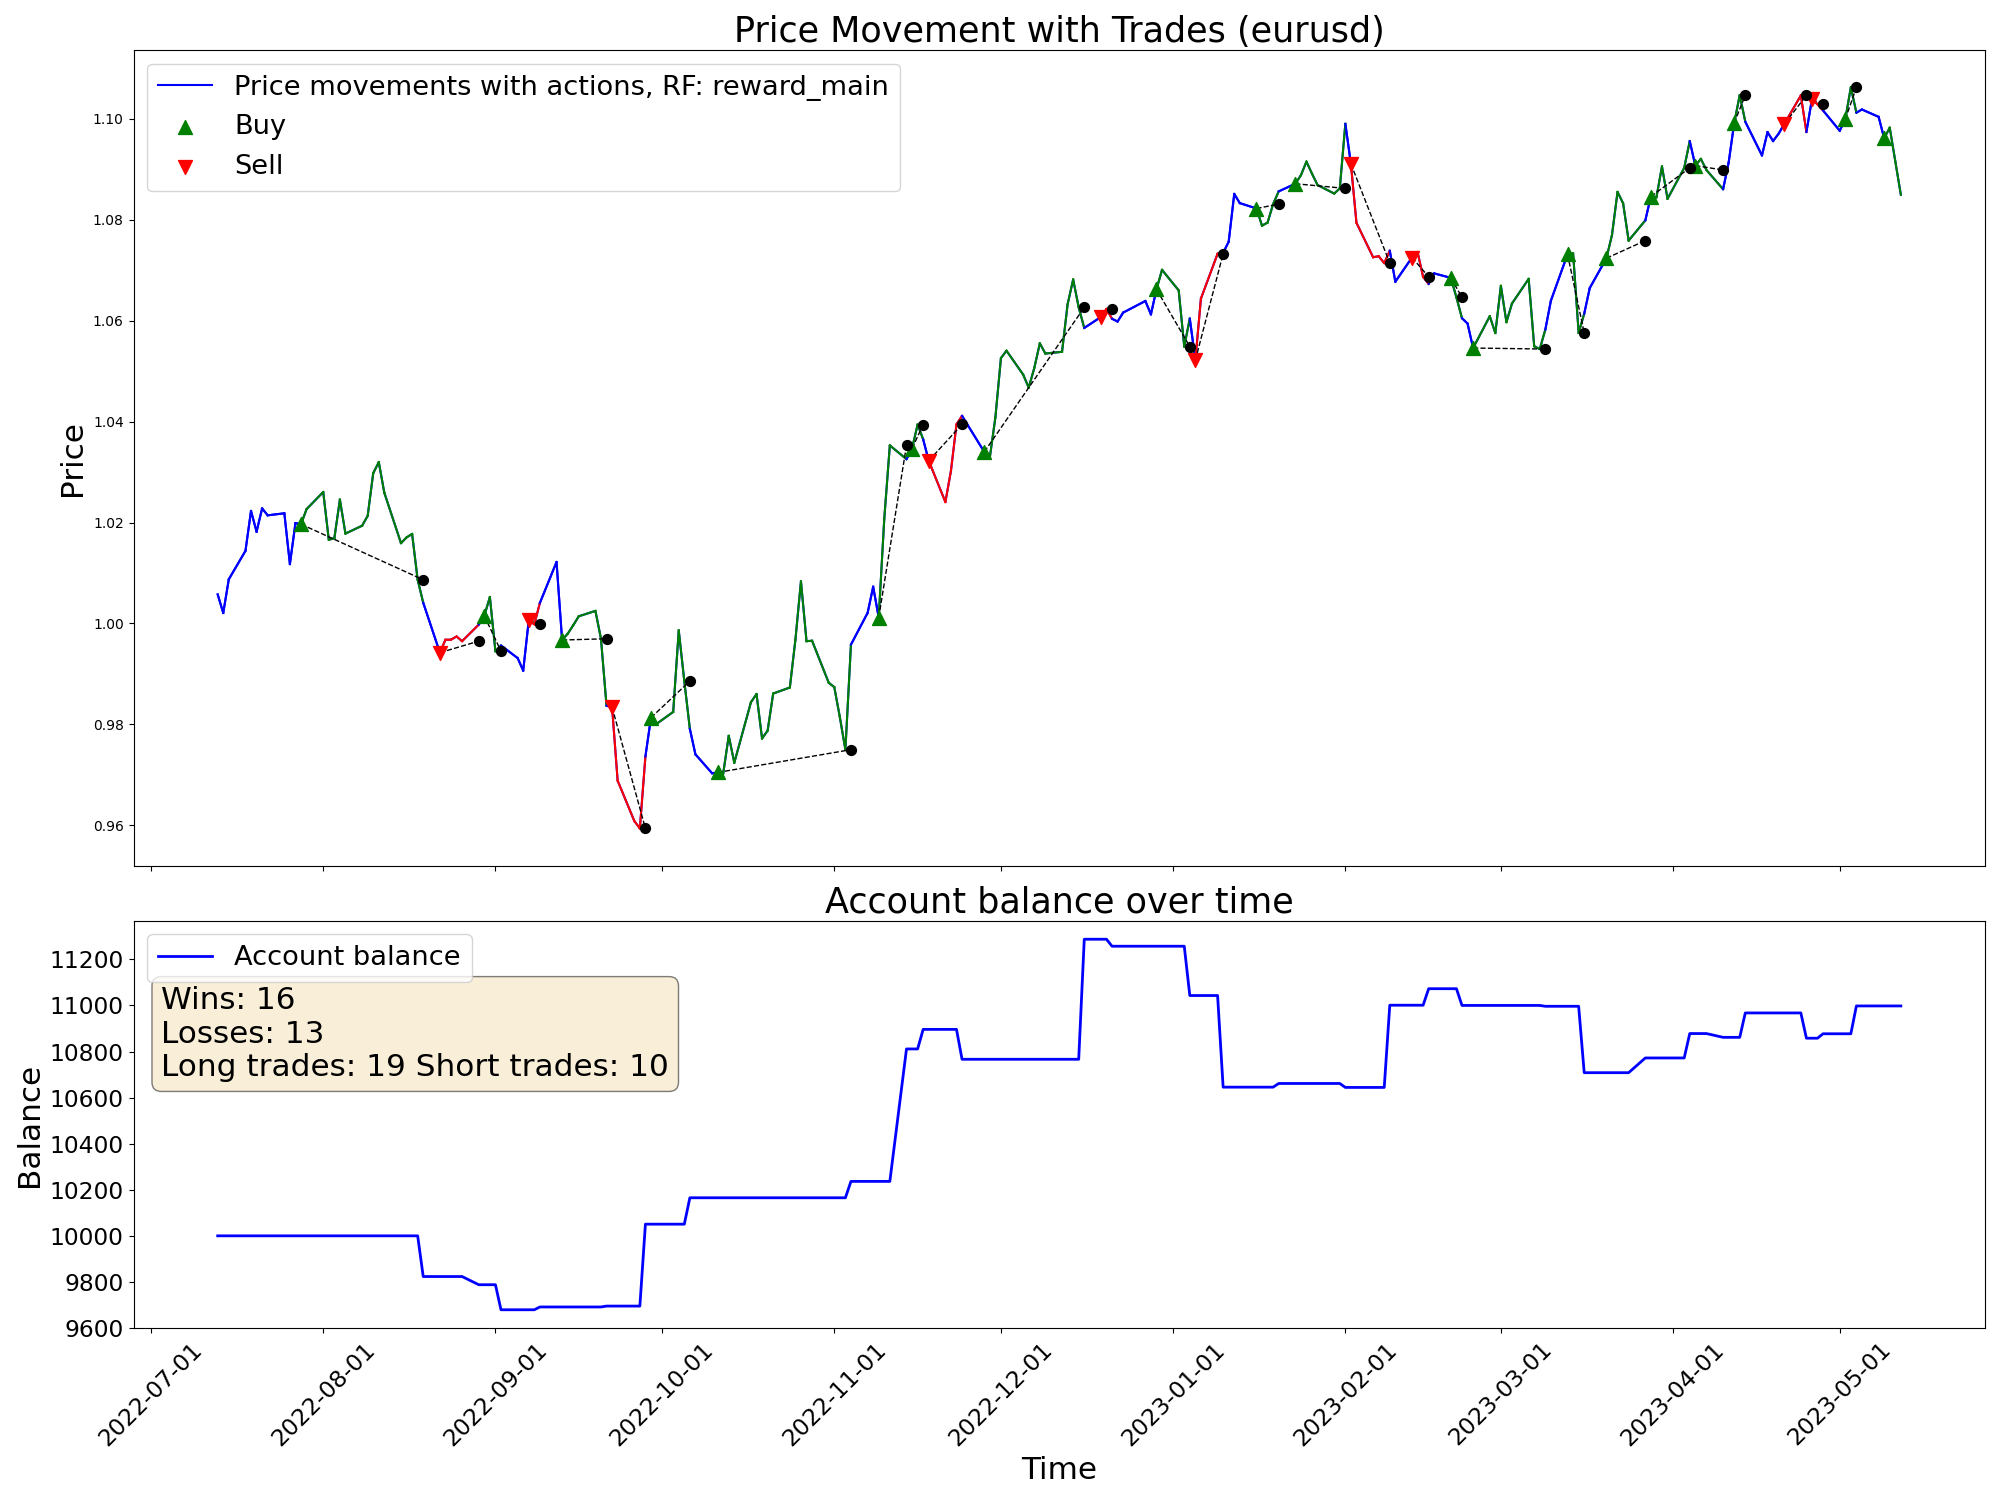 Price Movement with Trades (eurusd)
Price movements with actions, RF: reward_main
Buy
Sell
Price
1.10
1.08
1.06
1.04
1.02
1.00
0.98
0.96
Account balance over time
Account balance
Wins: 16
Losses: 13
Long trades: 19 Short trades: 10
Balance
11200
11000
10800
10600
10400
10200
10000
9800
9600
2022-07-01
2022-08-01
2022-09-01
2022-10-01
2022-11-01
2022-12-01
2023-01-01
2023-02-01
2023-03-01
2023-04-01
2023-05-01
Time